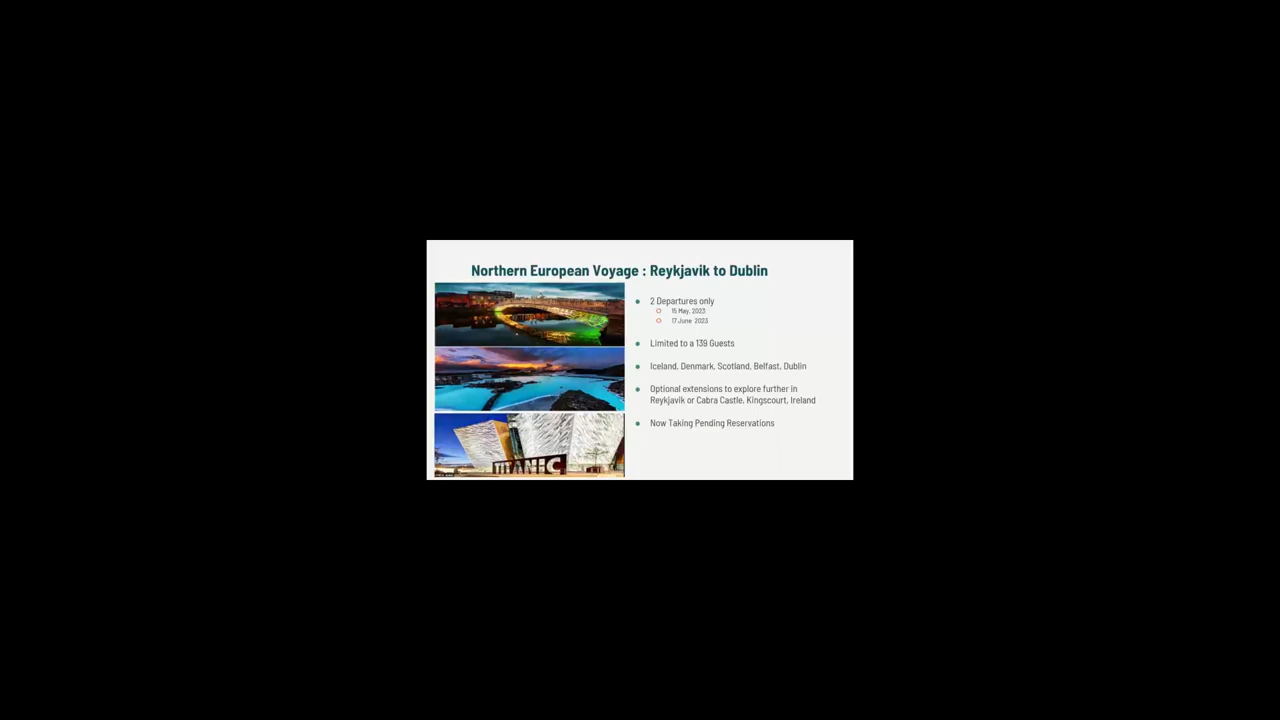 Northern European Voyage : Reykjavik to Dublin
2 Departures only
15 May, 2023
17 June 2023
Limited to a 139 Guests
Iceland, Denmark, Scotland, Belfast, Dublin
Optional extensions to explore further in
Reykjavik or Cabra Castle, Kingscourt, Ireland
Now Taking Pending Reservations
TITANIC